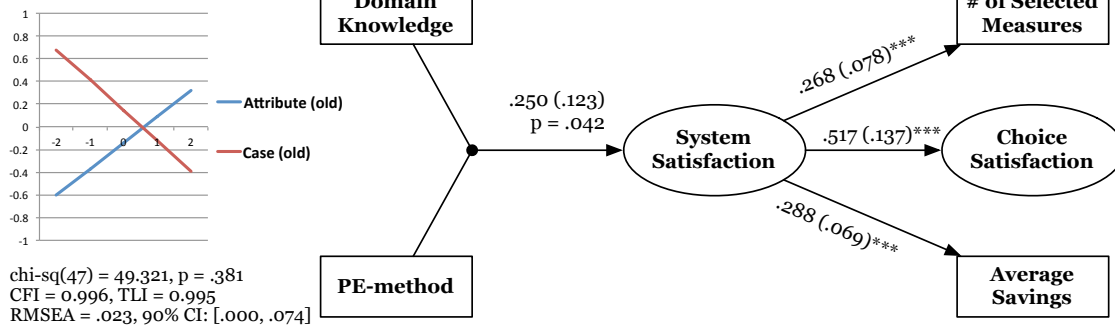 1
0.8
0.6
0.4
0.2
0
-0.2
-0.4
-0.6
-0.8
-1
-2 -1 0 1 2
Attribute (old)
Case (old)
chi-sq(47) = 49.321, p = .381
CFI = 0.996, TLI = 0.995
RMSEA = .023, 90% CI: [.000, .074]
Domain
Knowledge
PE-method
.250 (.123)
p = .042
System
Satisfaction
.268 (.078)***
.517 (.137)***
.288 (.069)***
# of Selected
Measures
Choice
Satisfaction
Average
Savings